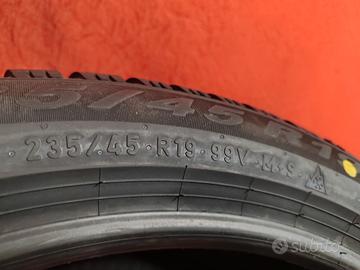 5/45 R1
235/45 · R19 · 99V · M+S
subito